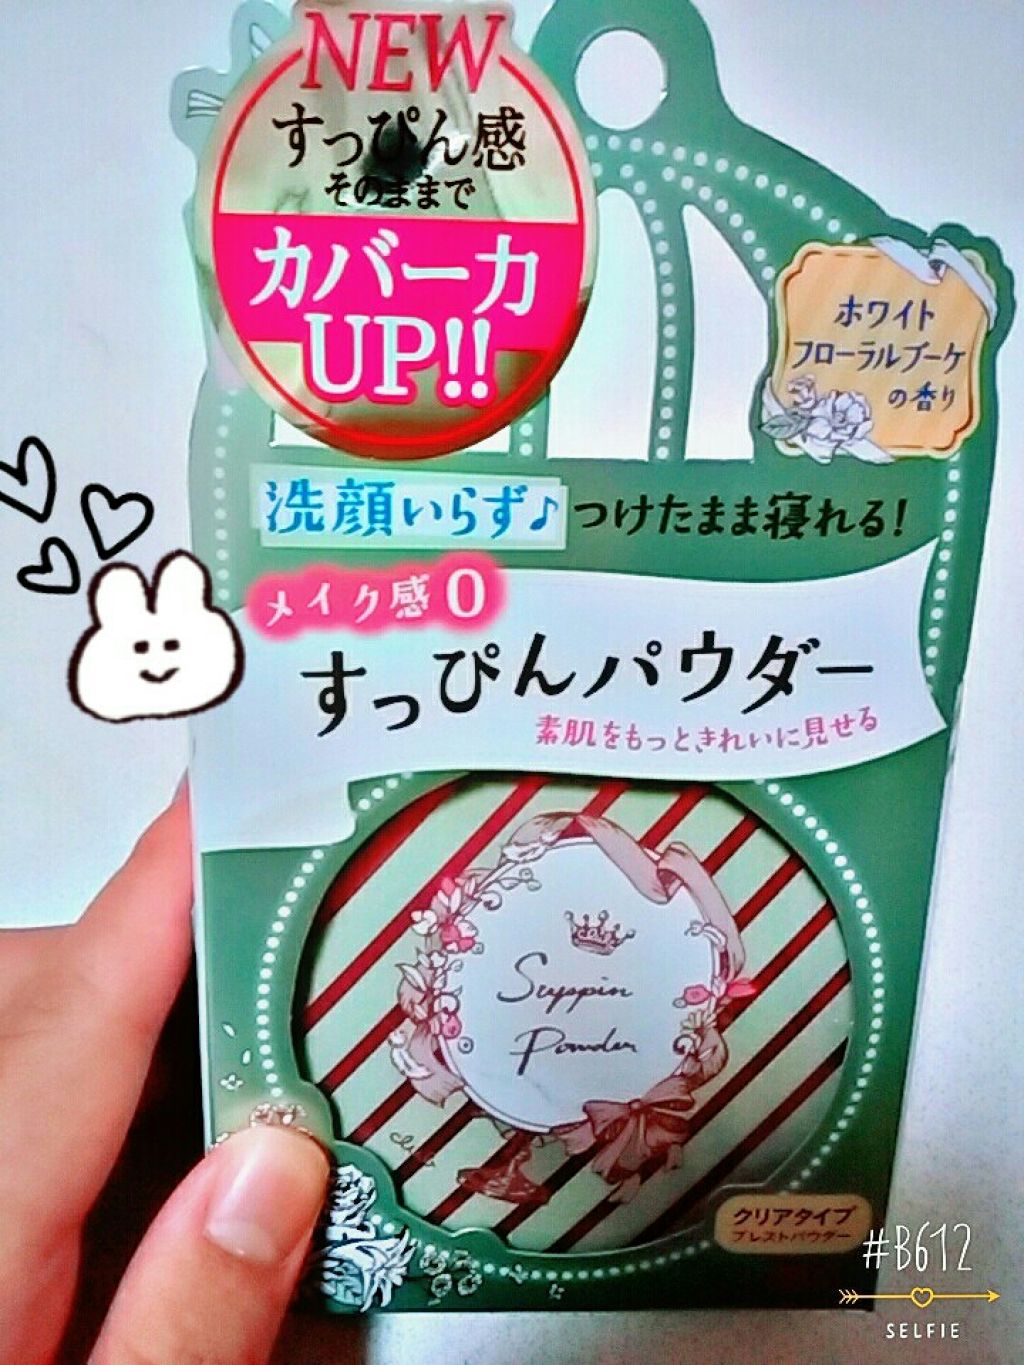 NEW
すっぴん感
そのままで
カバー力
UP!!
ホワイト
フローラルブーケ
の香り
洗顔いらず♪つけたまま寝れる!
メイク感0
すっぴんパウダー
素肌をもっときれいに見せる
Suppin
Powder
クリアタイプ
プレストパウダー
#B612
SELFIE